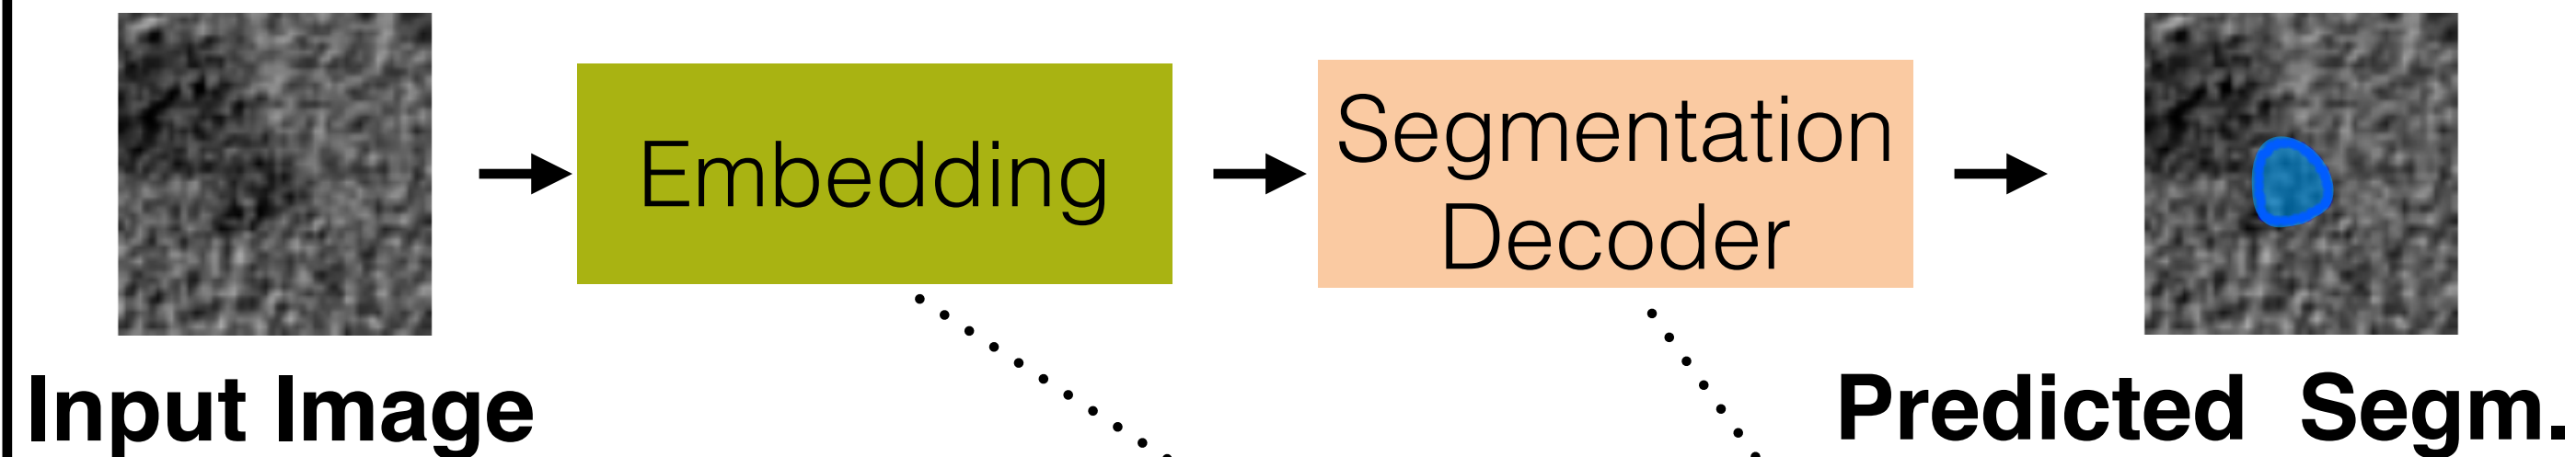 Embedding
Segmentation
Decoder
Input Image
Predicted Segm.